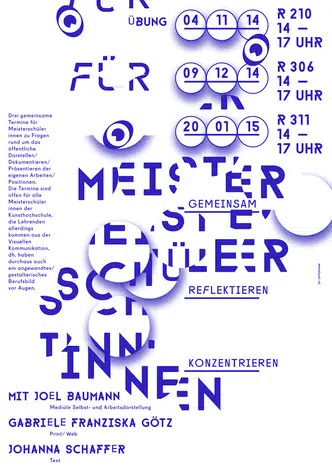 FÜR
ÜBUNG
04 11 14
R 210
14 —
17 UHR
FÜR
09 12 14
R 306
14 —
17 UHR
20 01 15
R 311
14 —
17 UHR
Drei gemeinsame
Termine für
Meisterschüler
innen zu Fragen
rund um das
öffentliche
Darstellen/
Dokumentieren/
Präsentieren der
eigenen Arbeiten/
Positionen.
Die Termine sind
offen für alle
Meisterschüler
innen der
Kunsthochschule,
die Lehrenden
allerdings
kommen aus der
Visuellen
Kommunikation,
dh. haben
durchaus auch
ein angewandtes/
gestalterisches
Berufsbild
vor Augen.
MEISTER
GEMEINSAM
MEISTE
SCHÜLER
SCH
REFLEKTIEREN
T
INNEN
KONZENTRIEREN
NEN
MIT JOEL BAUMANN
Mediale Selbst- und Arbeitsdarstellung
GABRIELE FRANZISKA GÖTZ
Print/ Web
JOHANNA SCHAFFER
Text